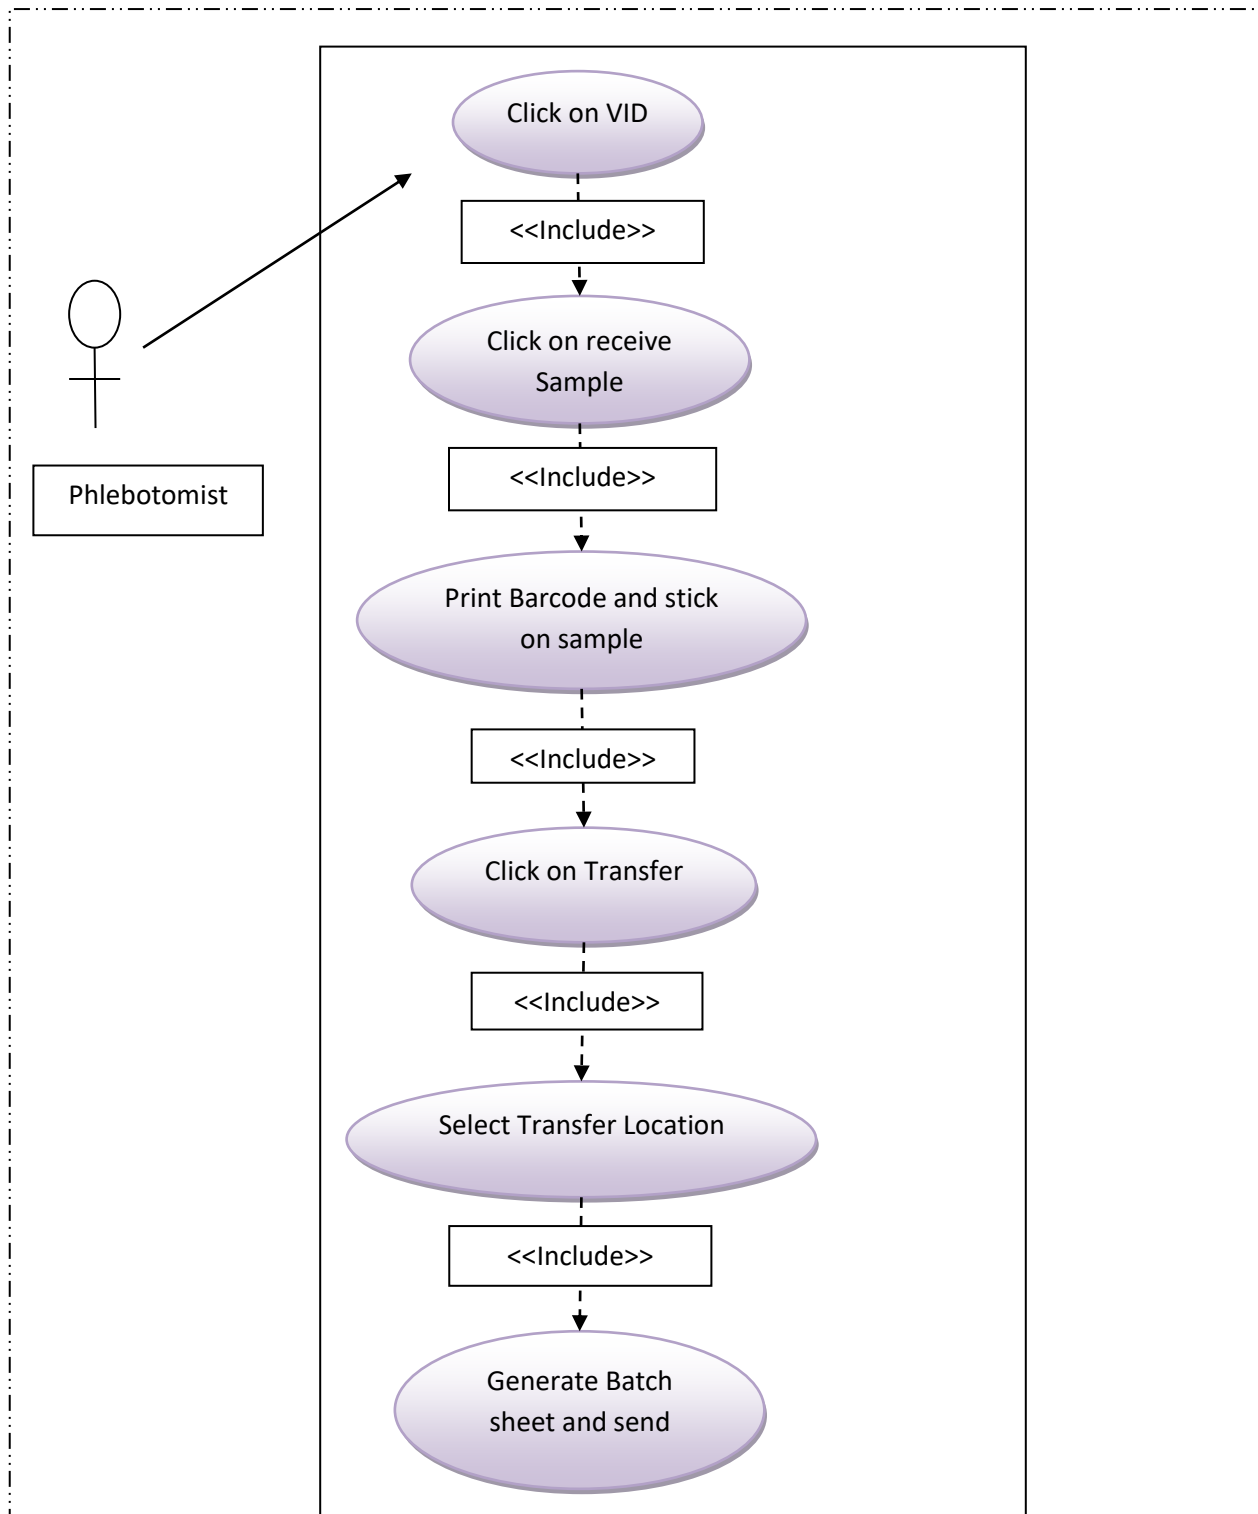 Click on VID
<<Include>>
Click on receive
Sample
<<Include>>
Phlebotomist
Print Barcode and stick
on sample
<<Include>>
Click on Transfer
<<Include>>
Select Transfer Location
<<Include>>
Generate Batch
sheet and send